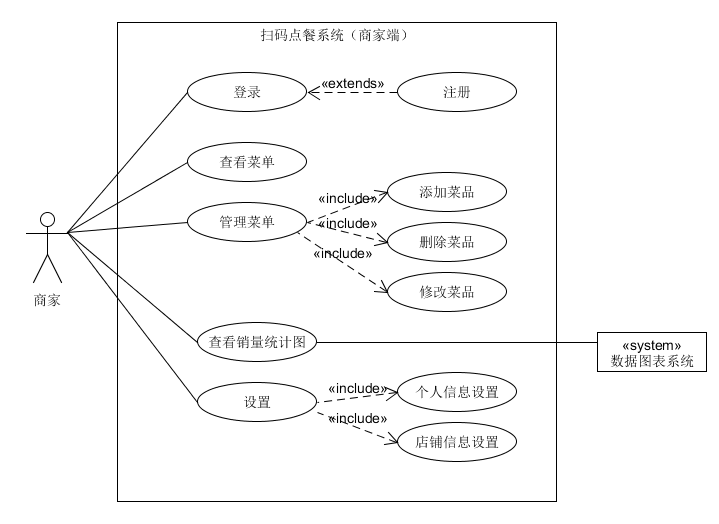 扫码点餐系统（商家端）
登录
«extends»
注册
查看菜单
管理菜单
«include»
添加菜品
«include»
删除菜品
«include»
修改菜品
商家
查看销量统计图
«system»
数据图表系统
设置
«include»
个人信息设置
«include»
店铺信息设置